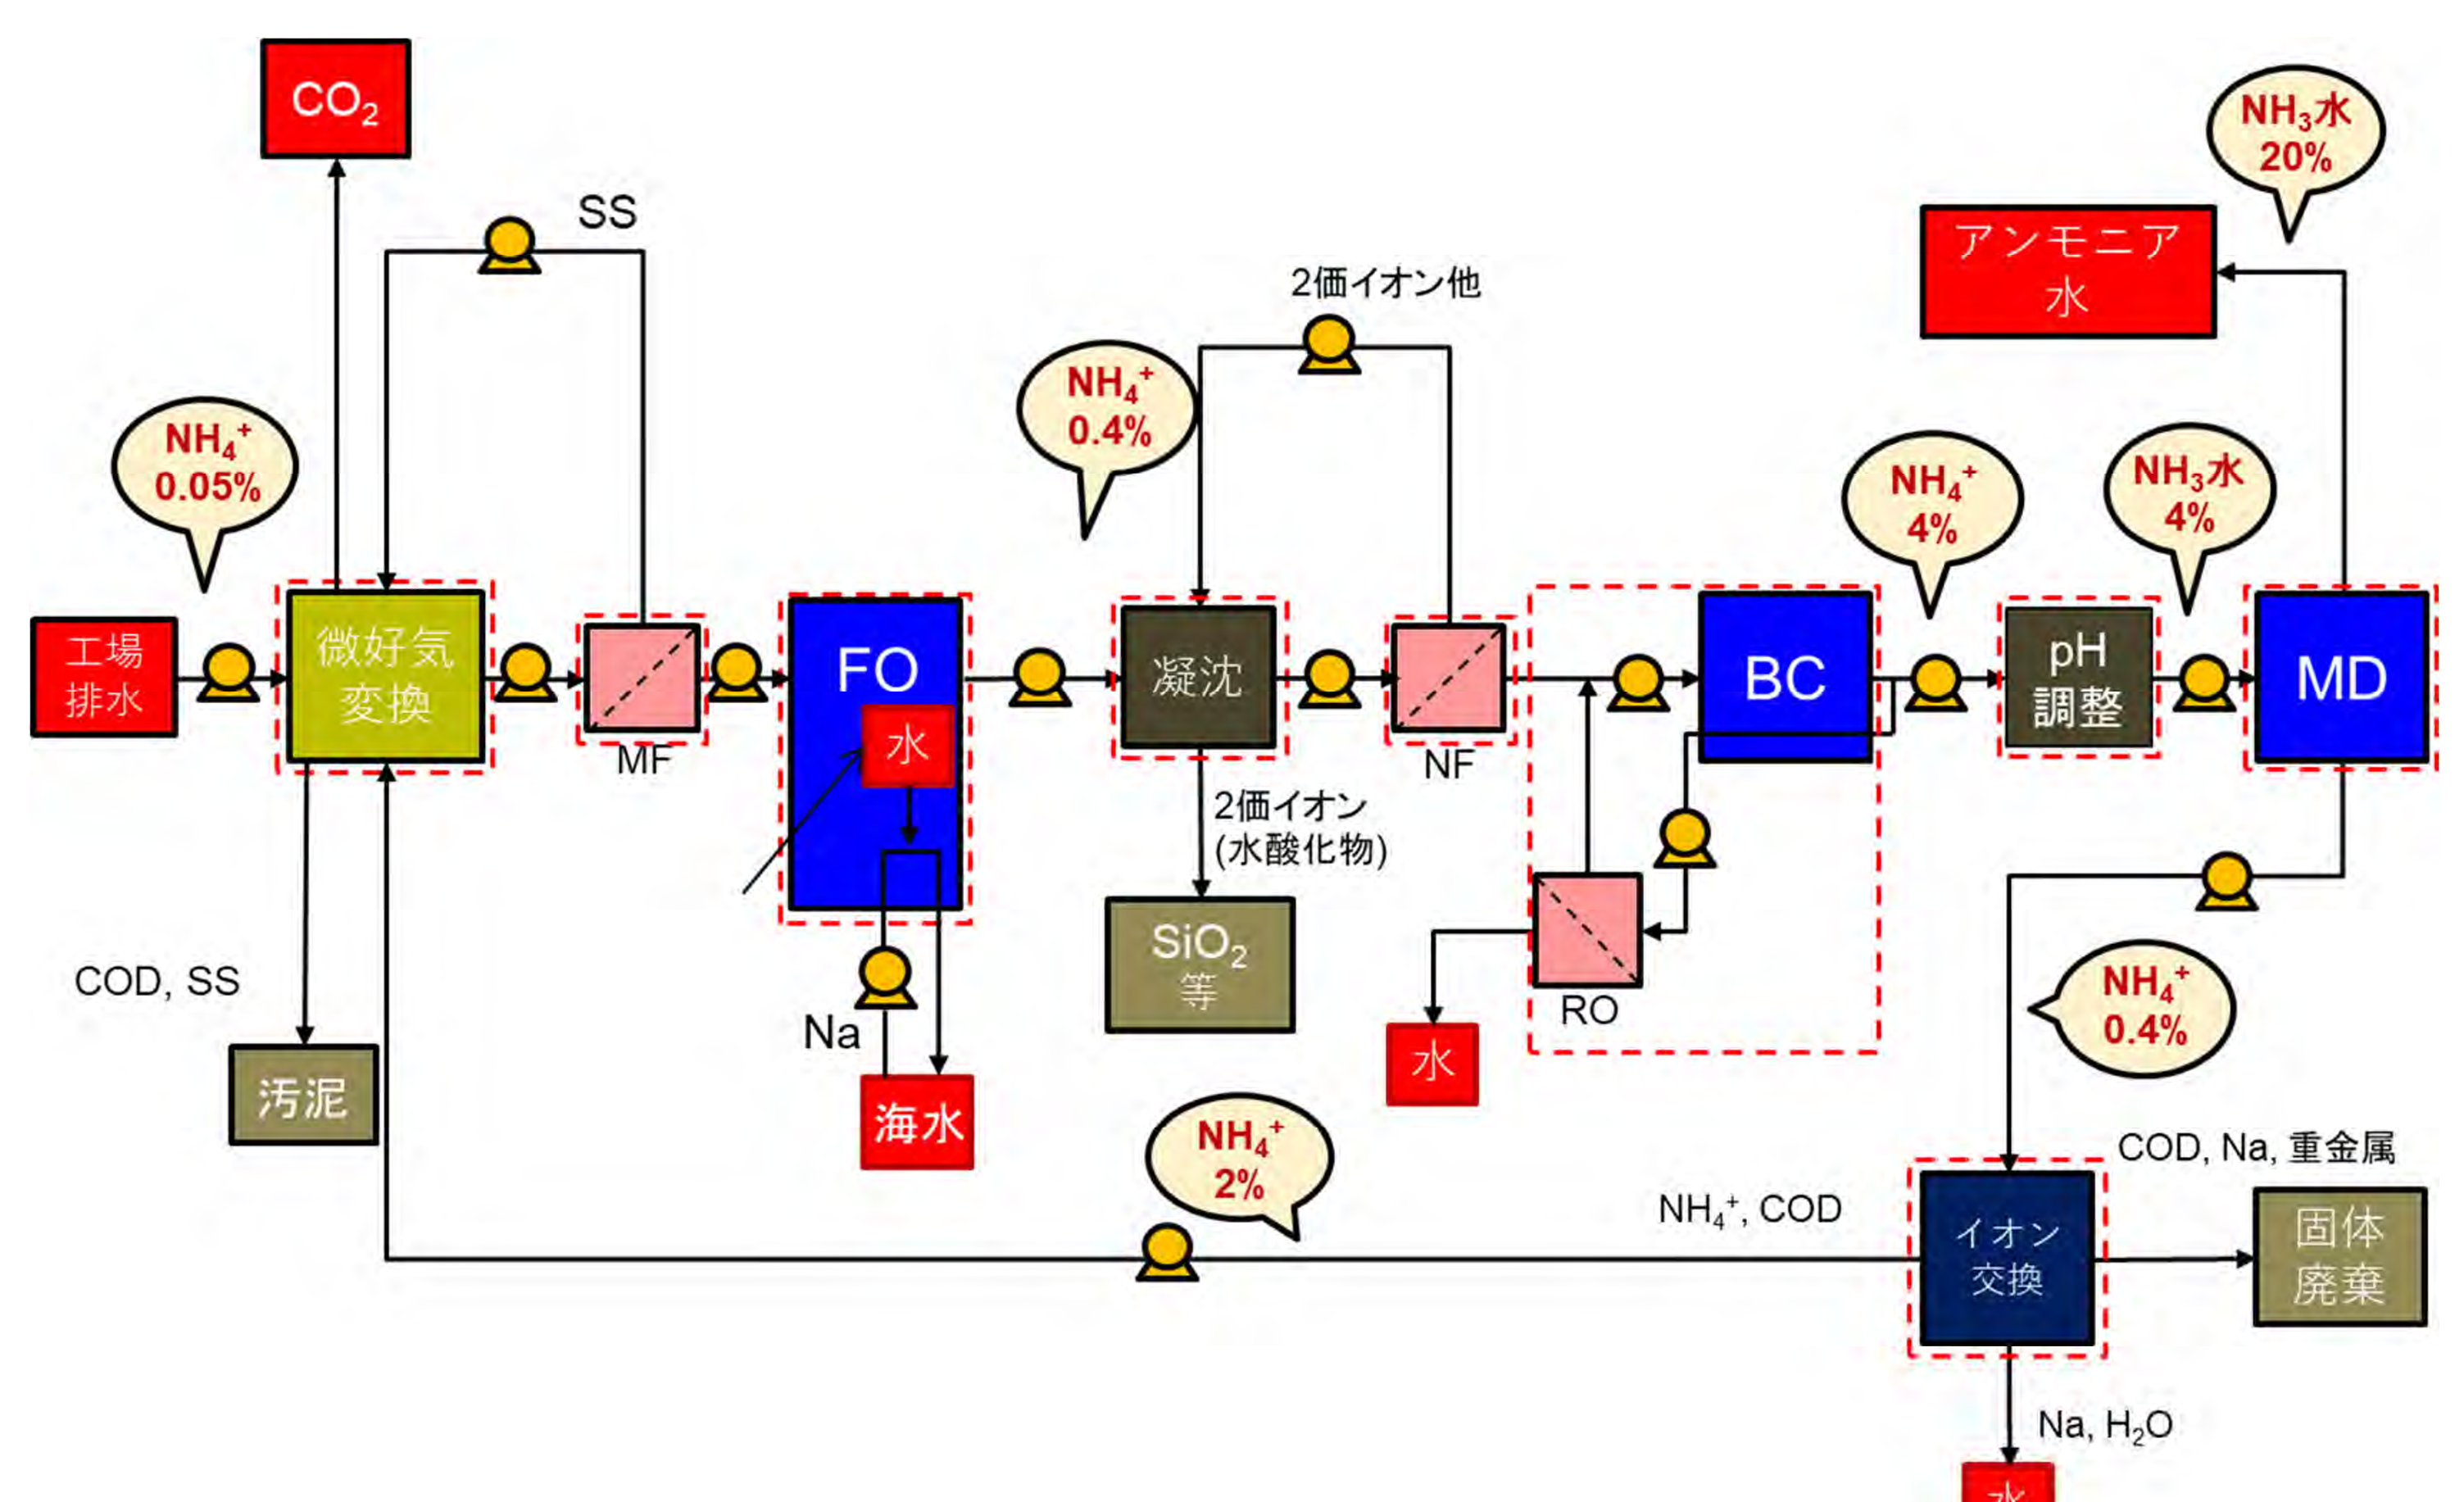 CO₂
NH₃水
20%
SS
アンモニア
水
2価イオン他
NH₄⁺
0.4%
NH₄⁺
0.05%
NH₄⁺
4%
NH₃水
4%
工場
排水
微好気
変換
MF
FO
水
凝沈
NF
BC
pH
調整
MD
2価イオン
(水酸化物)
COD, SS
SiO₂
等
RO
水
NH₄⁺
0.4%
Na
汚泥
海水
NH₄⁺
2%
COD, Na, 重金属
NH₄⁺, COD
イオン
交換
固体
廃棄
Na, H₂O
水